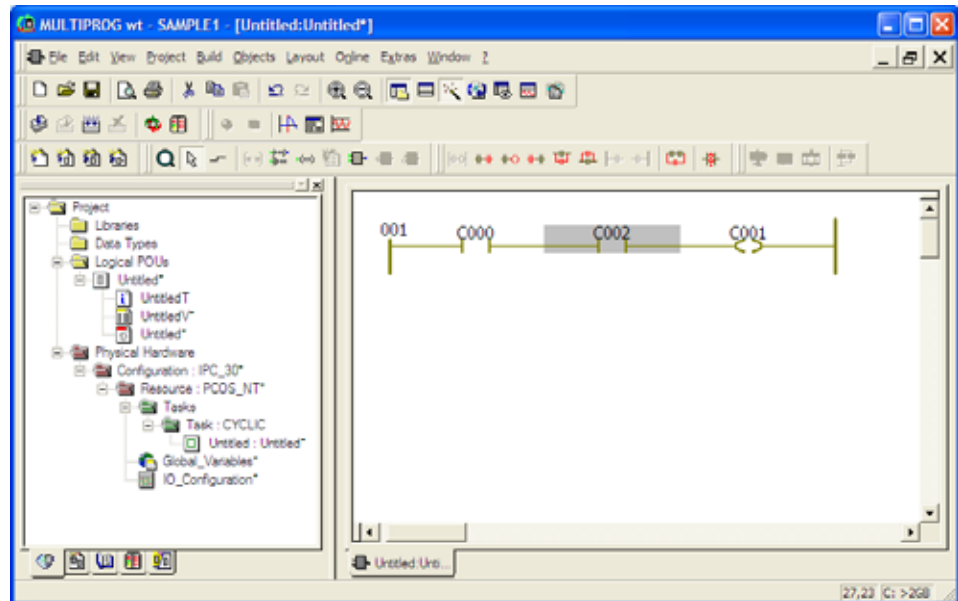 MULTIPROG wt - SAMPLE1 - [Untitled:Untitled*]
File Edit View Project Build Objects Layout Online Extras Window ?
Project
Libraries
Data Types
Logical POUs
Untitled*
UntitledT
UntitledV*
Untitled*
Physical Hardware
Configuration : IPC_30*
Resource : PCOS_NT*
Tasks
Task : CYCLIC
Untitled : Untitled*
Global_Variables*
IO_Configuration*
001 C000 C002 C001
Untitled:Unti...
27,23 C: >2GB